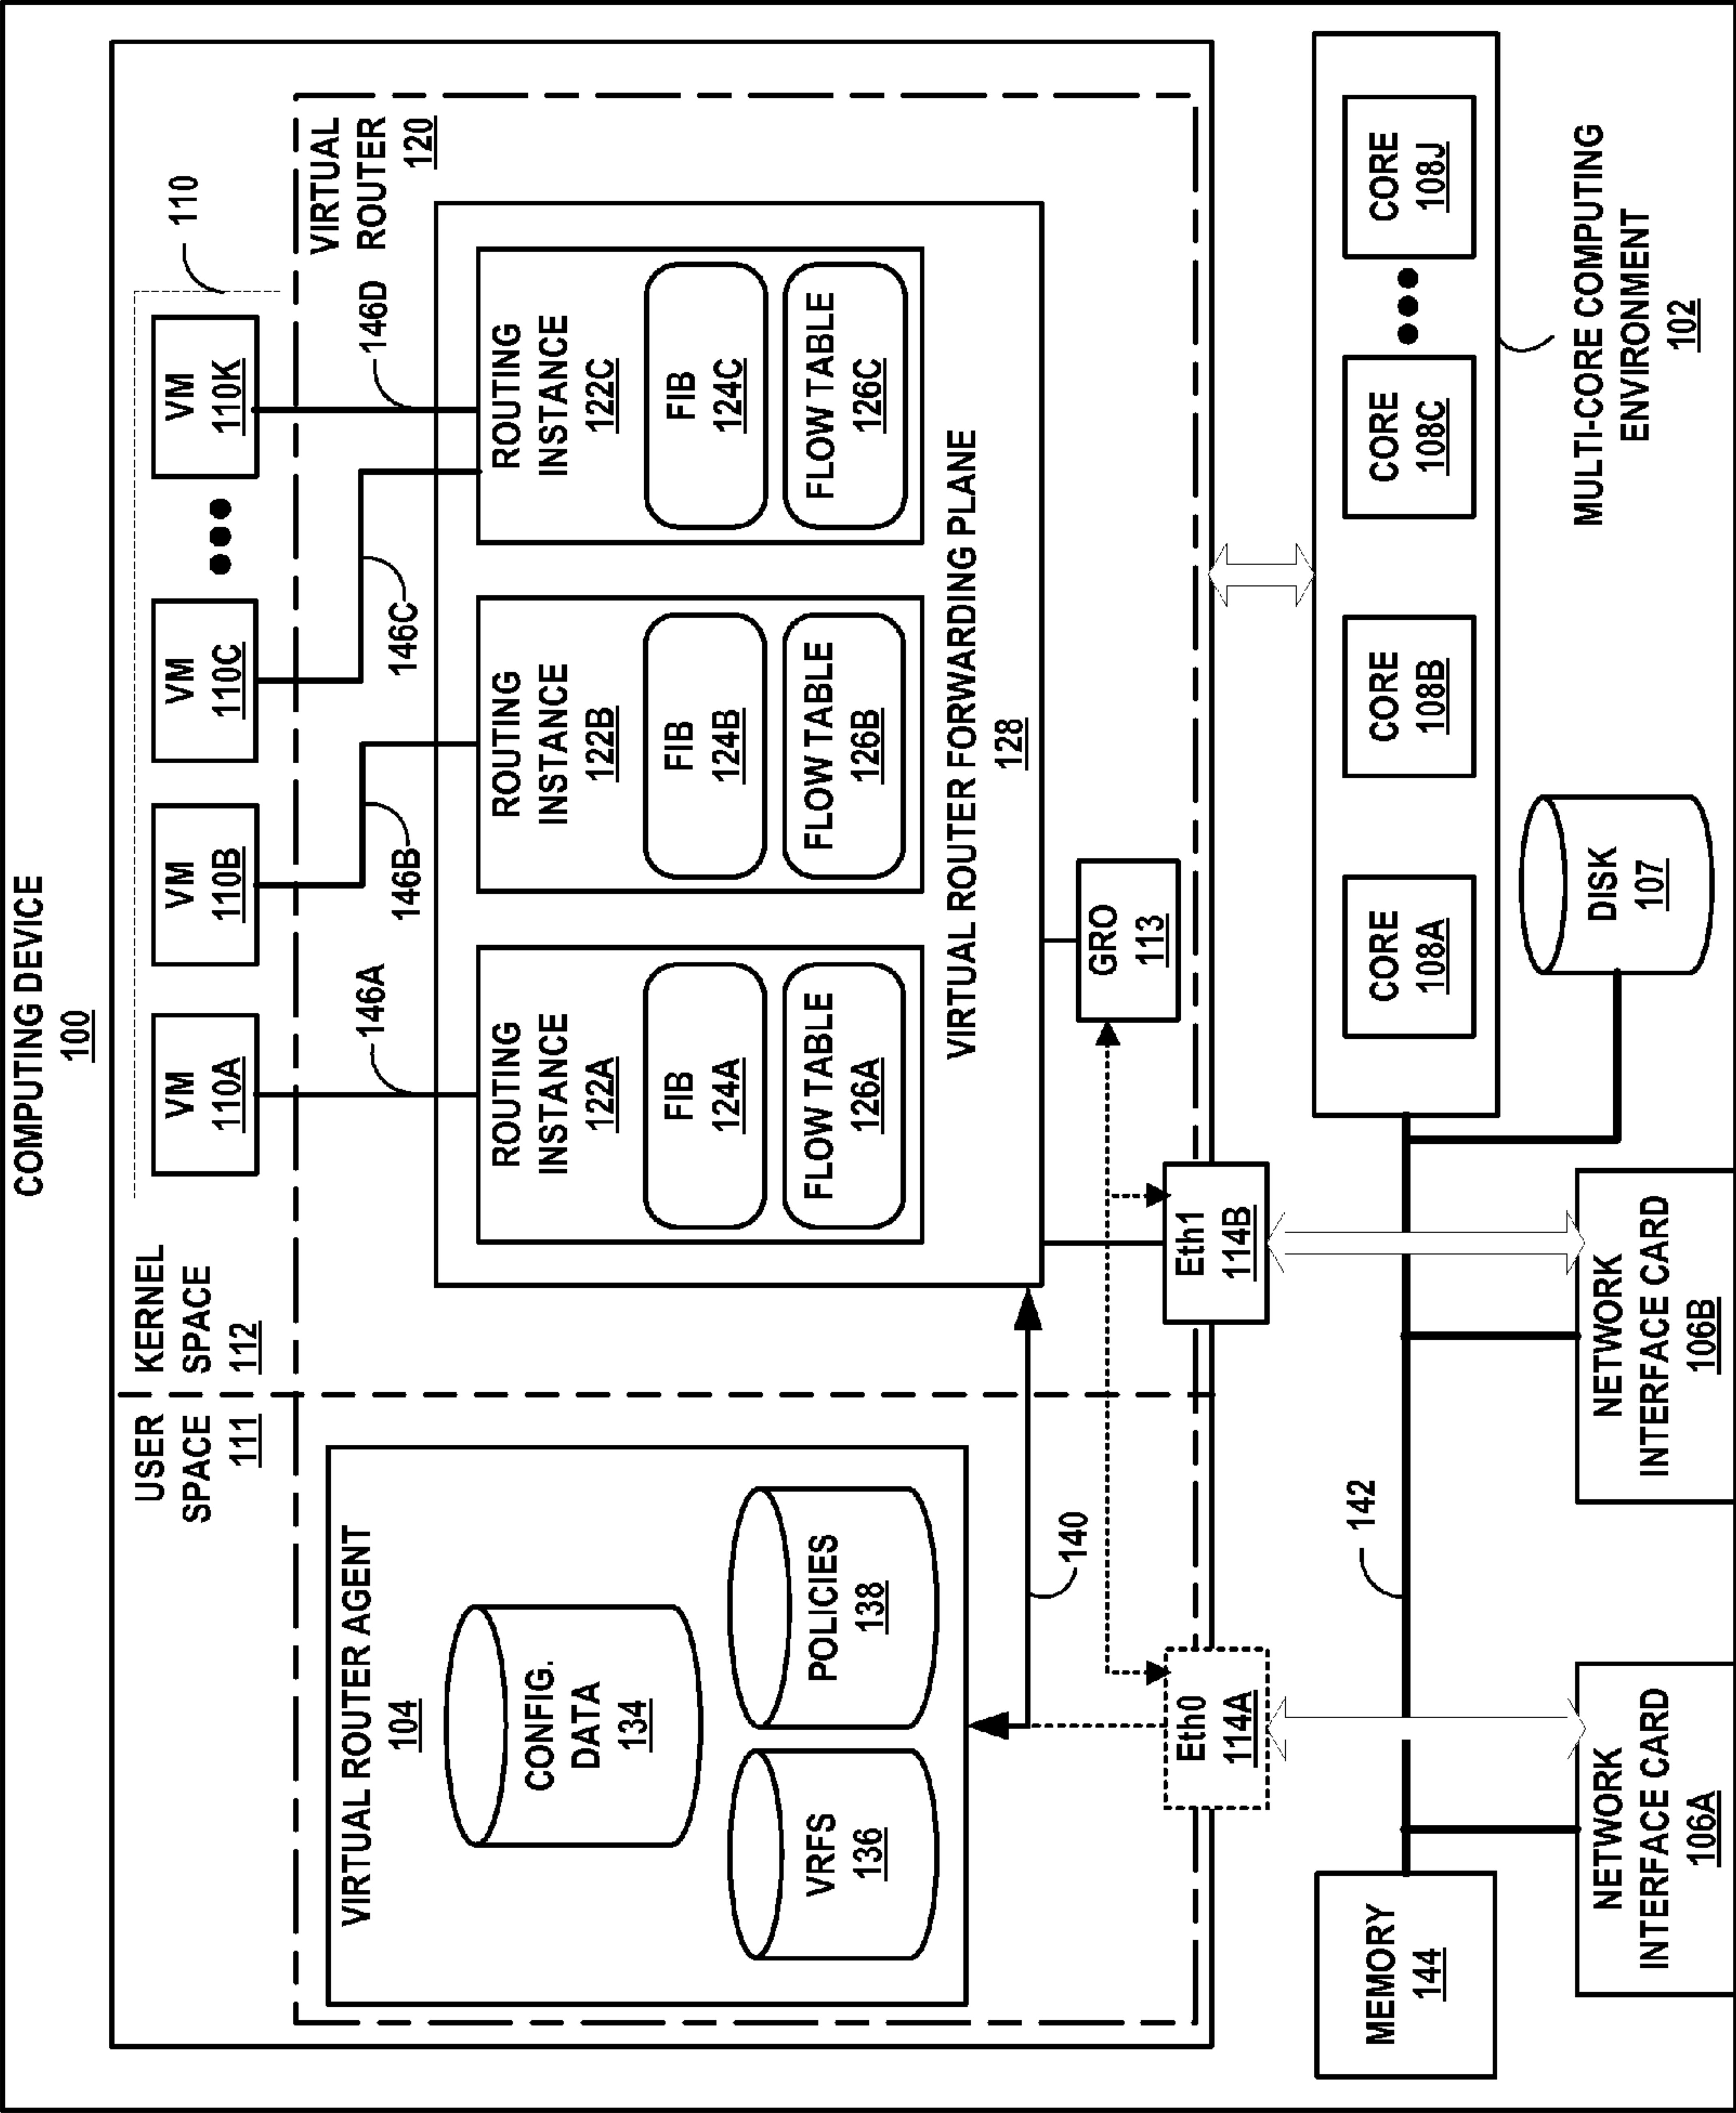 COMPUTING DEVICE
100
USER
SPACE
111
KERNEL
SPACE
112
VM
110A
VM
110B
VM
110C
VM
110K
110
VIRTUAL
ROUTER
120
146A
146B
146C
146D
VIRTUAL ROUTER AGENT
104
CONFIG.
DATA
134
VRFS
136
POLICIES
138
ROUTING
INSTANCE
122A
FIB
124A
FLOW TABLE
126A
ROUTING
INSTANCE
122B
FIB
124B
FLOW TABLE
126B
ROUTING
INSTANCE
122C
FIB
124C
FLOW TABLE
126C
VIRTUAL ROUTER FORWARDING PLANE
128
140
GRO
113
Eth0
114A
Eth1
114B
MEMORY
144
142
CORE
108A
CORE
108B
CORE
108C
CORE
108J
DISK
107
MULTI-CORE COMPUTING
ENVIRONMENT
102
NETWORK
INTERFACE CARD
106A
NETWORK
INTERFACE CARD
106B